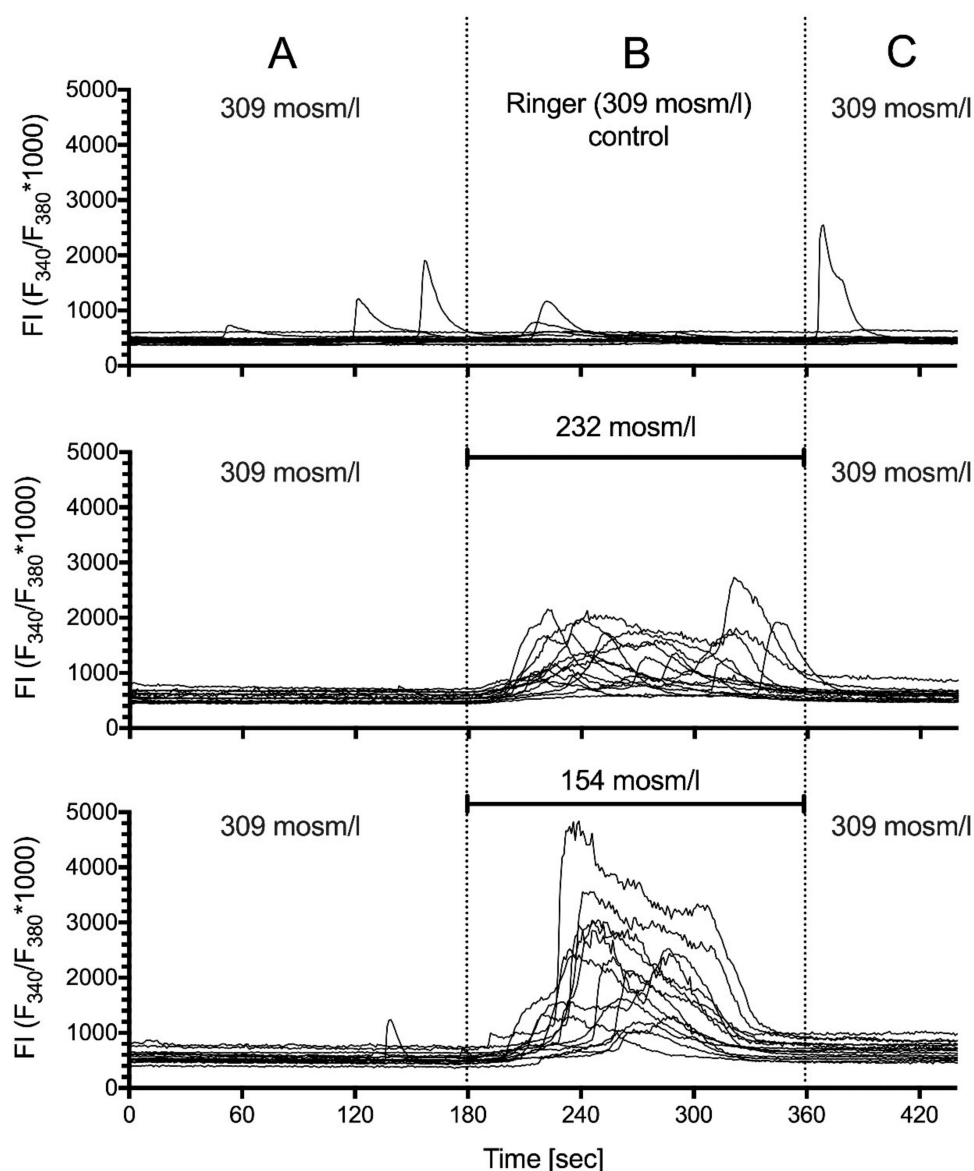 A
B
C
309 mosm/l
Ringer (309 mosm/l)
control
309 mosm/l
5000
4000
3000
2000
1000
0
FI (F340/F380*1000)
232 mosm/l
309 mosm/l
309 mosm/l
5000
4000
3000
2000
1000
0
FI (F340/F380*1000)
154 mosm/l
309 mosm/l
309 mosm/l
5000
4000
3000
2000
1000
0
FI (F340/F380*1000)
0 60 120 180 240 300 360 420
Time [sec]